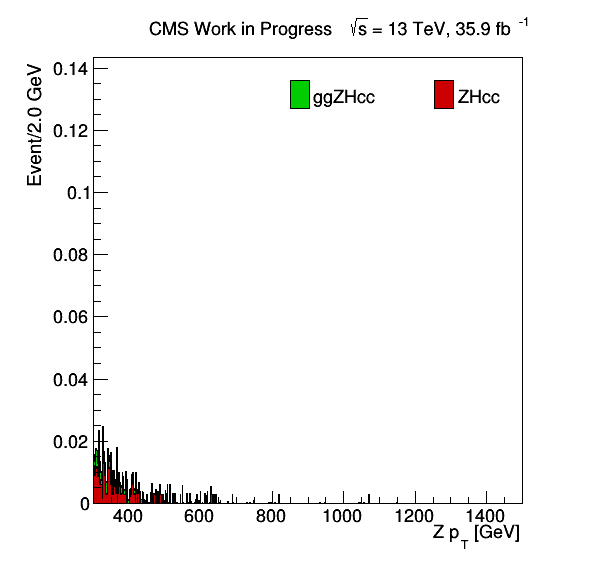 CMS Work in Progress √s = 13 TeV, 35.9 fb -1
Event/2.0 GeV
0.14
0.12
0.1
0.08
0.06
0.04
0.02
0
ggZHcc ZHcc
400 600 800 1000 1200 1400
Z pT [GeV]